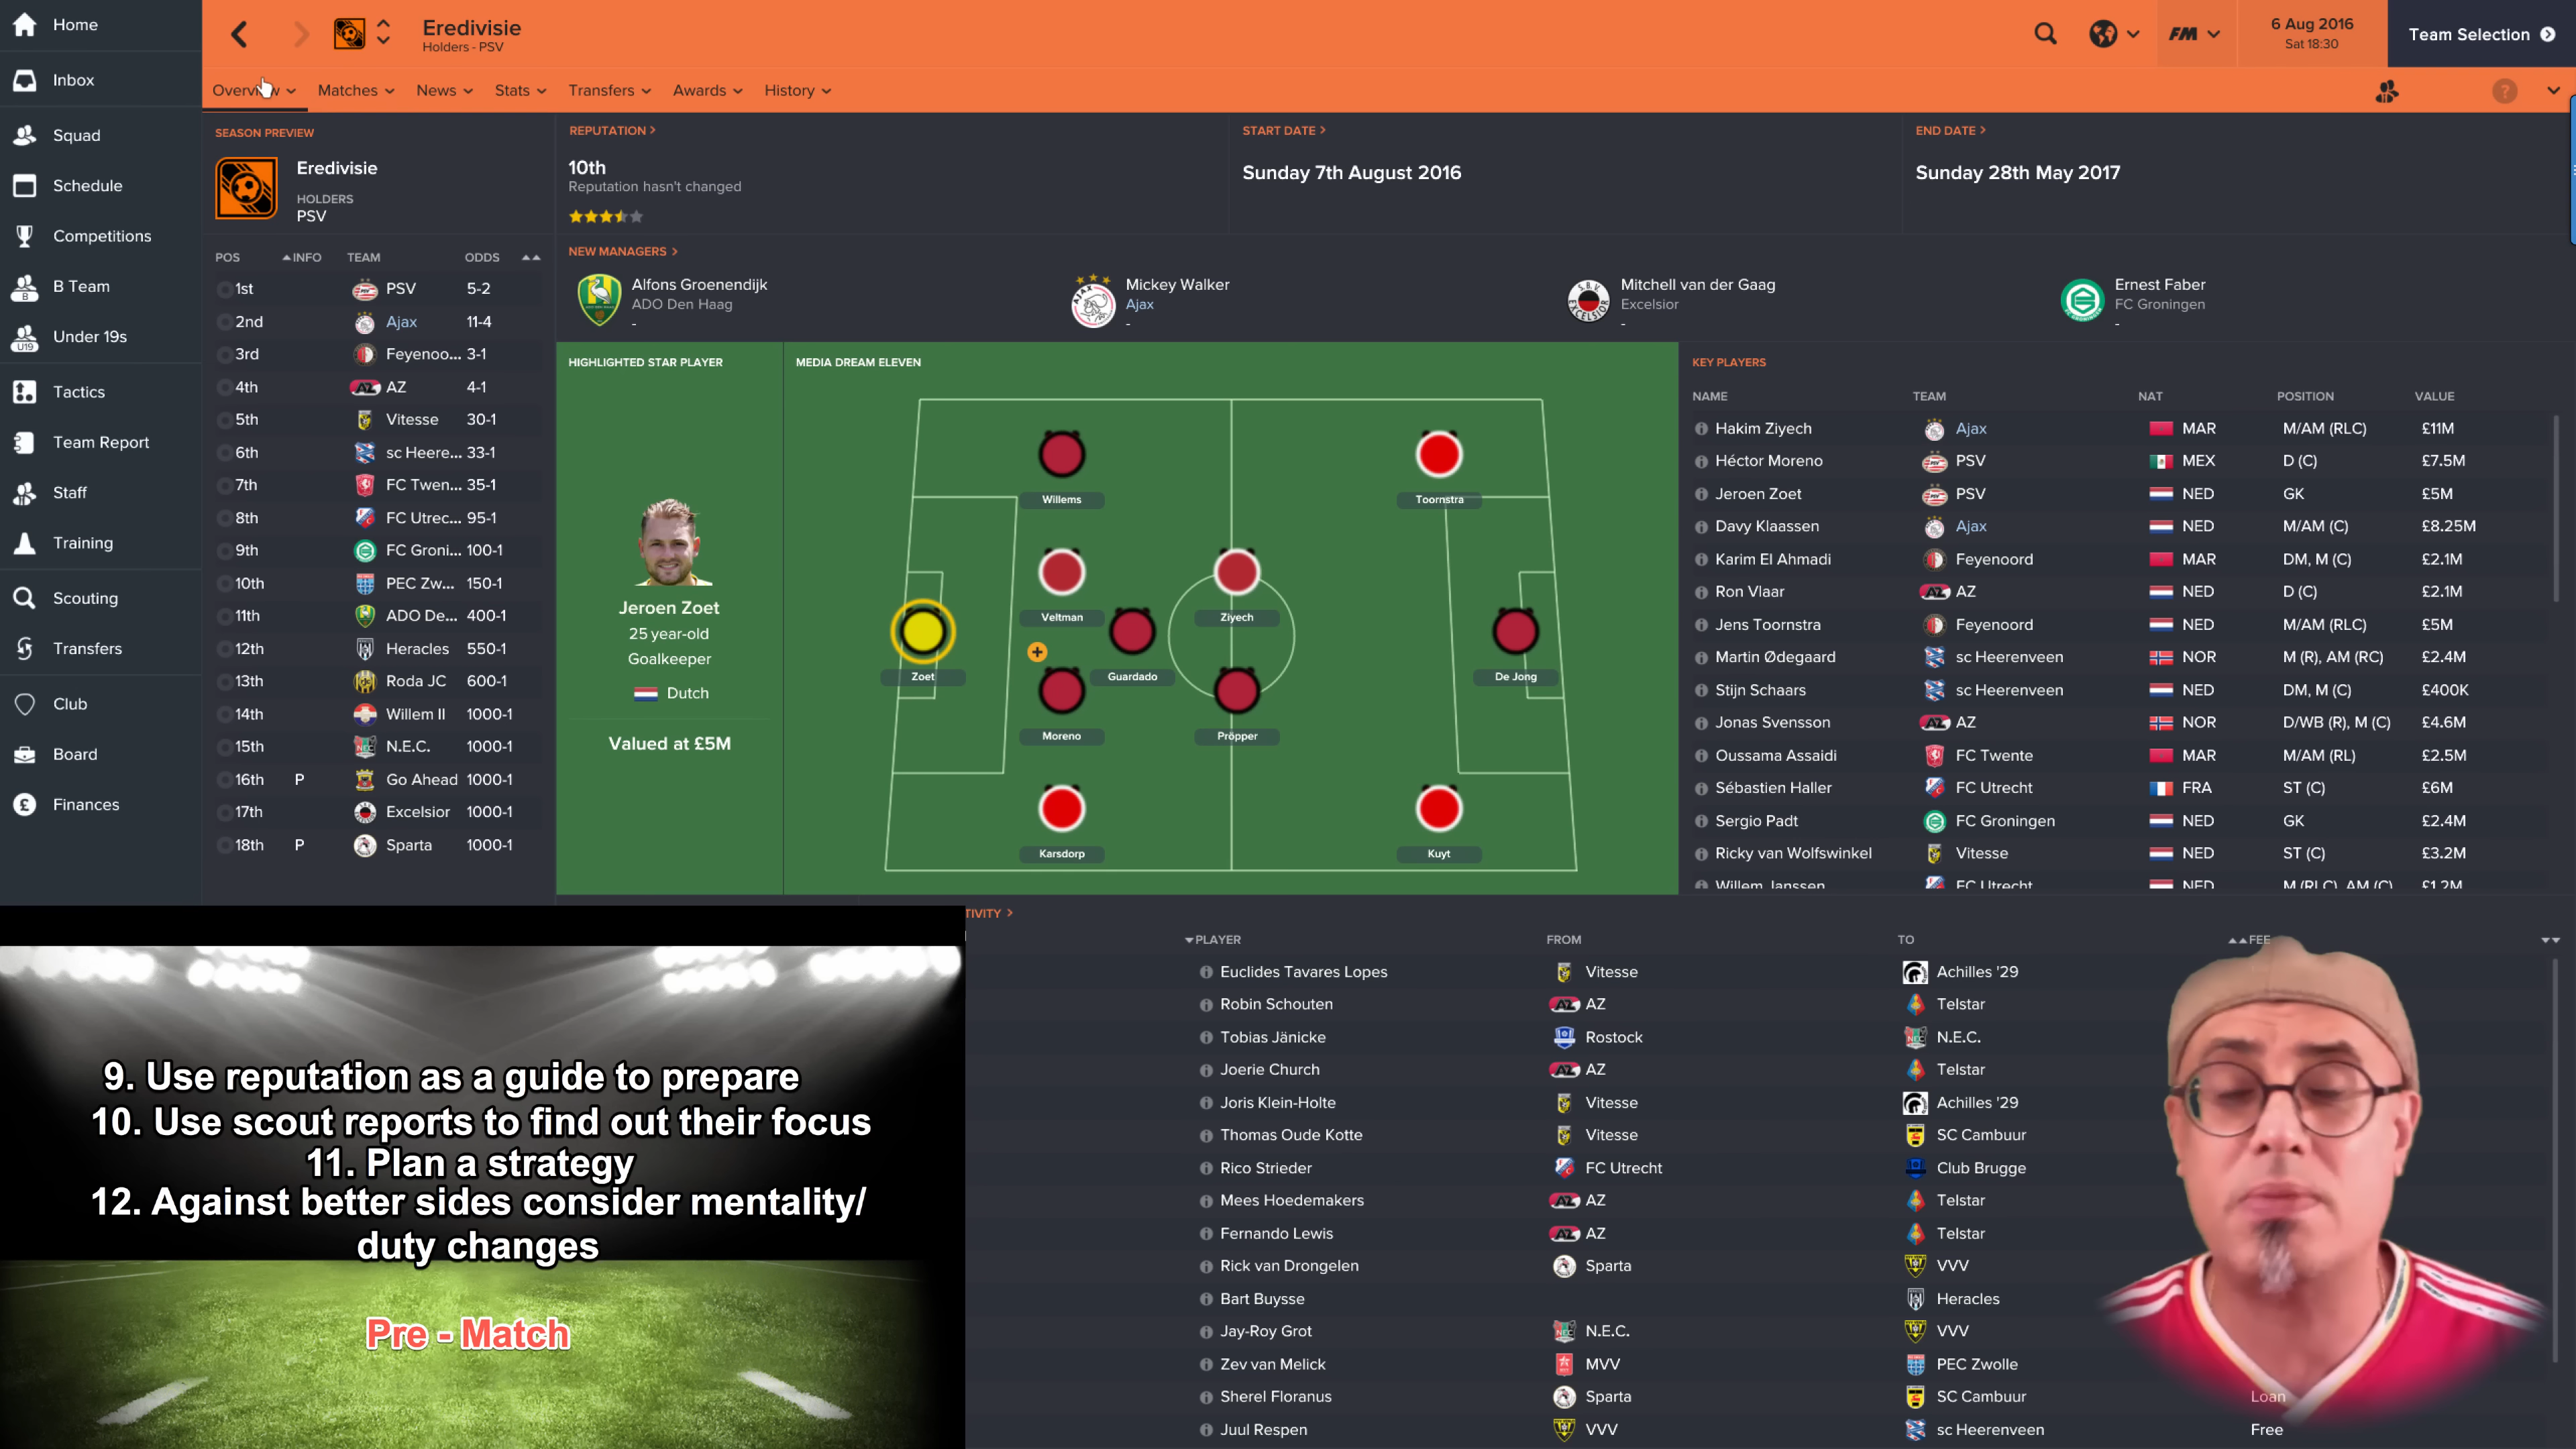 Home
Inbox
Squad
Schedule
Competitions
B Team
Under 19s
Tactics
Team Report
Staff
Training
Scouting
Transfers
Club
Board
Finances
Eredivisie
Holders - PSV
FM
6 Aug 2016
Sat 18:30
Team Selection
Overview Matches News Stats Transfers Awards History
SEASON PREVIEW
Eredivisie
HOLDERS
PSV
REPUTATION >
10th
Reputation hasn't changed
START DATE >
Sunday 7th August 2016
END DATE >
Sunday 28th May 2017
POS INFO TEAM ODDS
1st PSV 5-2
2nd Ajax 11-4
3rd Feyenoo... 3-1
4th AZ 4-1
5th Vitesse 30-1
6th sc Heere... 33-1
7th FC Twen... 35-1
8th FC Utrec... 95-1
9th FC Groni... 100-1
10th PEC Zw... 150-1
11th ADO De... 400-1
12th Heracles 550-1
13th Roda JC 600-1
14th Willem II 1000-1
15th N.E.C. 1000-1
16th P Go Ahead 1000-1
17th Excelsior 1000-1
18th P Sparta 1000-1
NEW MANAGERS >
Alfons Groenendijk
ADO Den Haag
-
Mickey Walker
Ajax
-
Mitchell van der Gaag
Excelsior
-
Ernest Faber
FC Groningen
-
HIGHLIGHTED STAR PLAYER
Jeroen Zoet
25 year-old
Goalkeeper
Dutch
Valued at £5M
MEDIA DREAM ELEVEN
Willems
Toornstra
Veltman
Ziyech
Zoet
Guardado
De Jong
Moreno
Pröpper
Karsdorp
Kuyt
KEY PLAYERS
NAME TEAM NAT POSITION VALUE
Hakim Ziyech Ajax MAR M/AM (RLC) £11M
Héctor Moreno PSV MEX D (C) £7.5M
Jeroen Zoet PSV NED GK £5M
Davy Klaassen Ajax NED M/AM (C) £8.25M
Karim El Ahmadi Feyenoord MAR DM, M (C) £2.1M
Ron Vlaar AZ NED D (C) £2.1M
Jens Toornstra Feyenoord NED M/AM (RLC) £5M
Martin Ødegaard sc Heerenveen NOR M (R), AM (RC) £2.4M
Stijn Schaars sc Heerenveen NED DM, M (C) £400K
Jonas Svensson AZ NOR D/WB (R), M (C) £4.6M
Oussama Assaidi FC Twente MAR M/AM (RL) £2.5M
Sébastien Haller FC Utrecht FRA ST (C) £6M
Sergio Padt FC Groningen NED GK £2.4M
Ricky van Wolfswinkel Vitesse NED ST (C) £3.2M
Willem Janssen FC Utrecht NED M (RLC), AM (C) £1.2M
TIVITY >
PLAYER FROM TO FEE
Euclides Tavares Lopes Vitesse Achilles '29
Robin Schouten AZ Telstar
Tobias Jänicke Rostock N.E.C.
Joerie Church AZ Telstar
Joris Klein-Holte Vitesse Achilles '29
Thomas Oude Kotte Vitesse SC Cambuur
Rico Strieder FC Utrecht Club Brugge
Mees Hoedemakers AZ Telstar
Fernando Lewis AZ Telstar
Rick van Drongelen Sparta VVV
Bart Buysse Heracles
Jay-Roy Grot N.E.C. VVV
Zev van Melick MVV PEC Zwolle
Sherel Floranus Sparta SC Cambuur Loan
Juul Respen VVV sc Heerenveen Free
9. Use reputation as a guide to prepare
10. Use scout reports to find out their focus
11. Plan a strategy
12. Against better sides consider mentality/
duty changes
Pre - Match